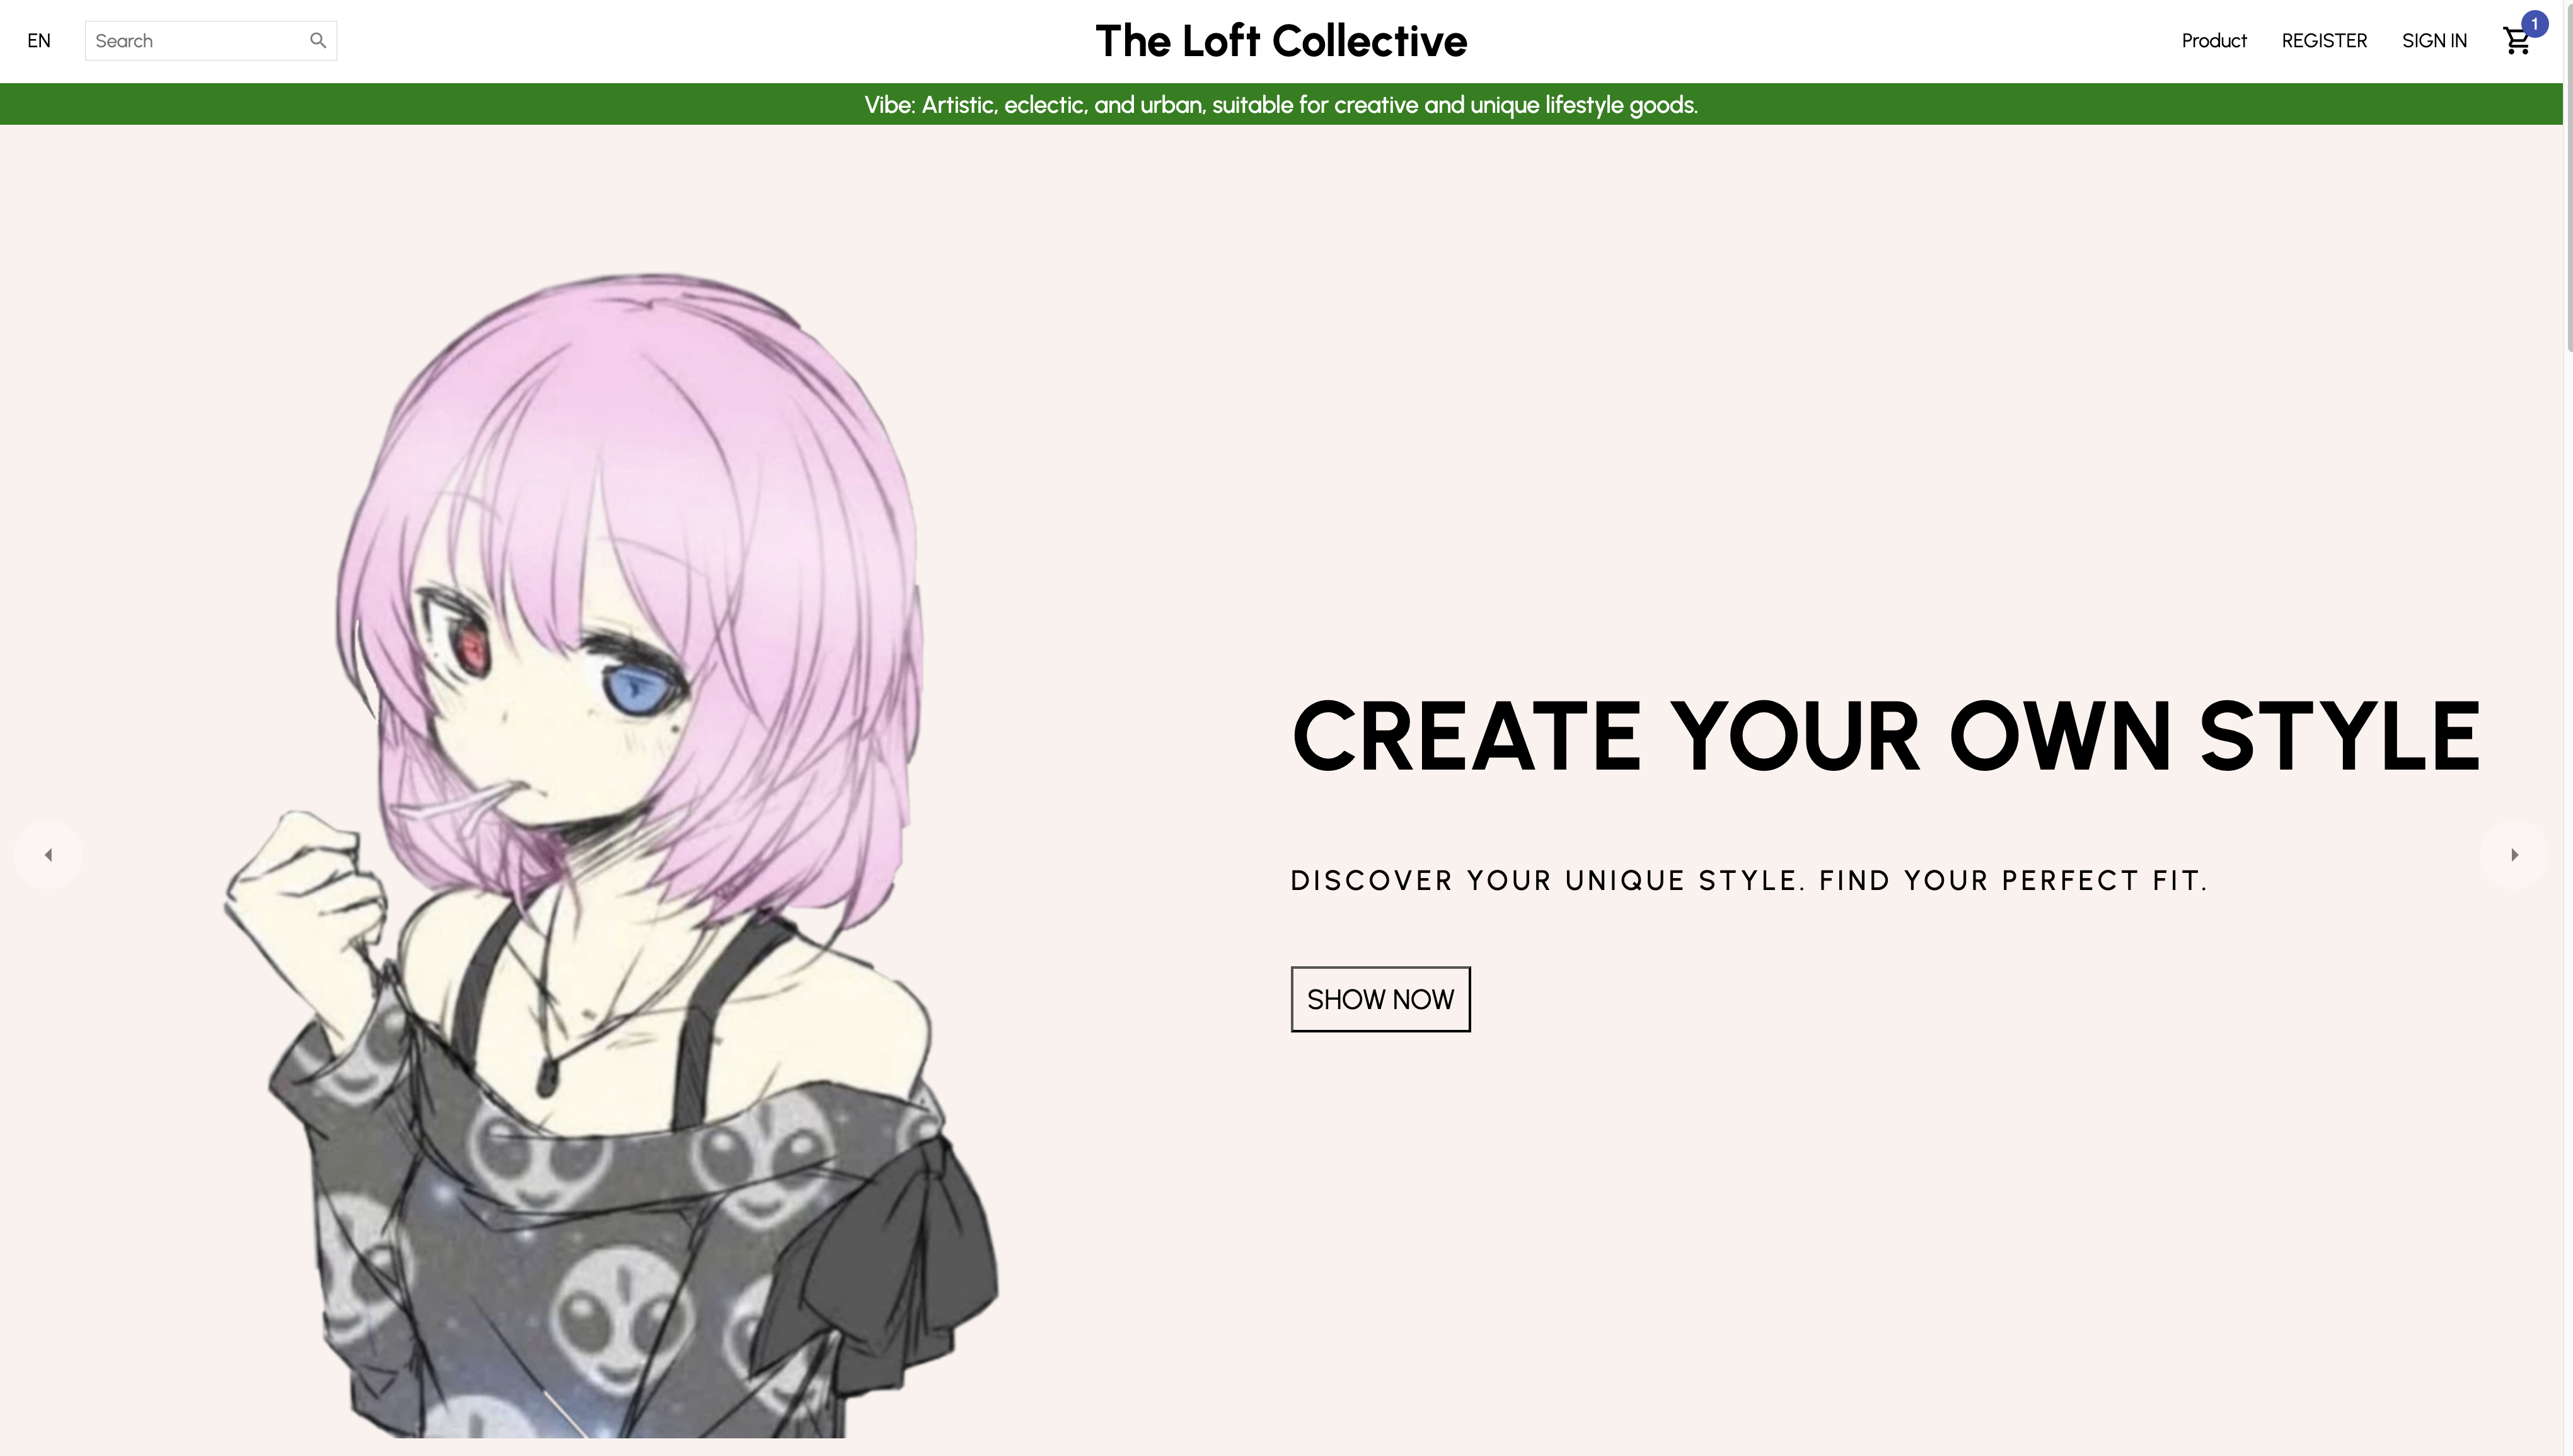 EN
Search
The Loft Collective
Product
REGISTER
SIGN IN
1
Vibe: Artistic, eclectic, and urban, suitable for creative and unique lifestyle goods.
CREATE YOUR OWN STYLE
DISCOVER YOUR UNIQUE STYLE. FIND YOUR PERFECT FIT.
SHOW NOW